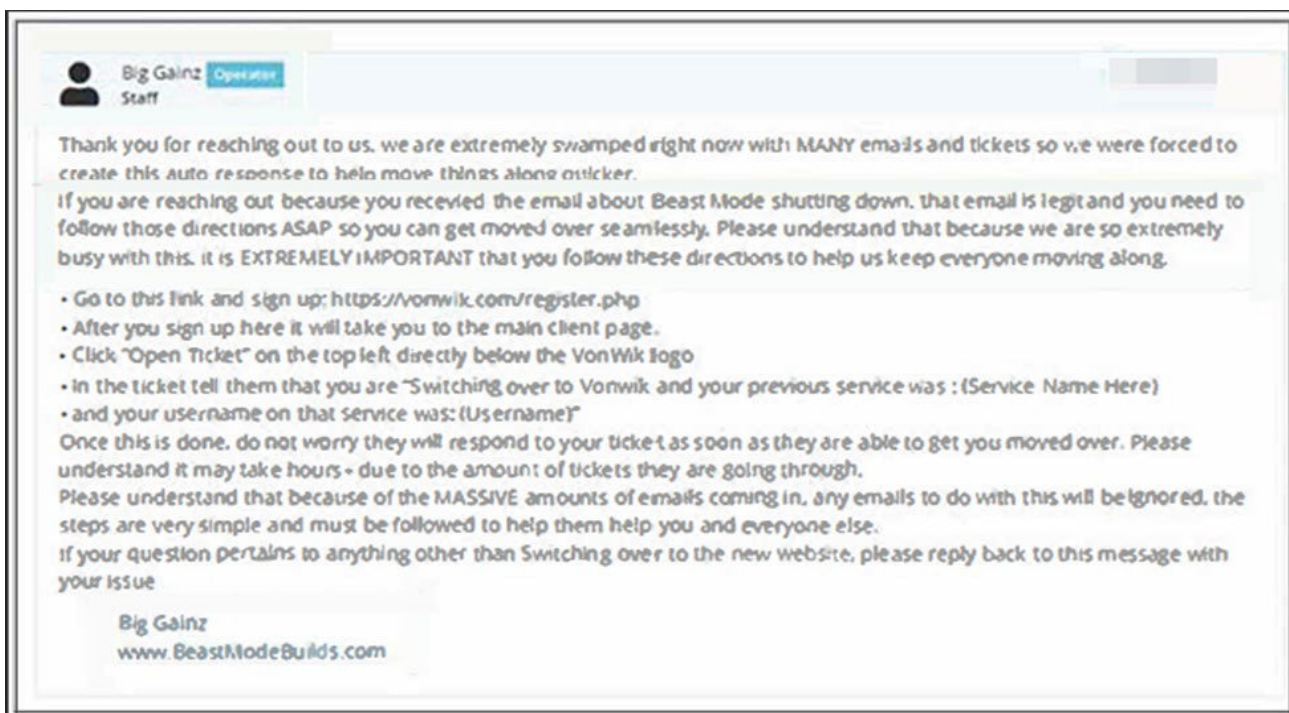 Big Gainz Operator
Staff
Thank you for reaching out to us, we are extremely swamped right now with MANY emails and tickets so we were forced to
create this auto response to help move things along quicker.
If you are reaching out because you recevied the email about Beast Mode shutting down, that email is legit and you need to
follow those directions ASAP so you can get moved over seamlessly. Please understand that because we are so extremely
busy with this, it is EXTREMELY IMPORTANT that you follow these directions to help us keep everyone moving along.
• Go to this link and sign up: https://vonwik.com/register.php
• After you sign up here it will take you to the main client page.
• Click "Open Ticket" on the top left directly below the VonWik logo
• In the ticket tell them that you are "Switching over to Vonwik and your previous service was : (Service Name Here)
• and your username on that service was: (Username)"
Once this is done, do not worry they will respond to your ticket as soon as they are able to get you moved over. Please
understand it may take hours+ due to the amount of tickets they are going through.
Please understand that because of the MASSIVE amounts of emails coming in, any emails to do with this will be ignored, the
steps are very simple and must be followed to help them help you and everyone else.
If your question pertains to anything other than Switching over to the new website, please reply back to this message with
your issue
Big Gainz
www.BeastModeBuilds.com